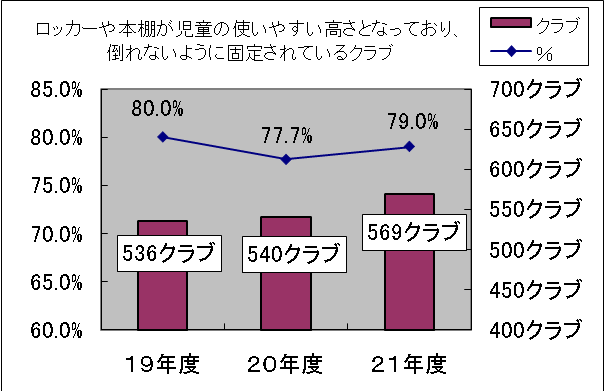 ロッカーや本棚が児童の使いやすい高さとなっており、
倒れないように固定されているクラブ
クラブ
%
85.0%
80.0%
75.0%
70.0%
65.0%
60.0%
700クラブ
650クラブ
600クラブ
550クラブ
500クラブ
450クラブ
400クラブ
80.0%
77.7%
79.0%
536クラブ
540クラブ
569クラブ
19年度
20年度
21年度